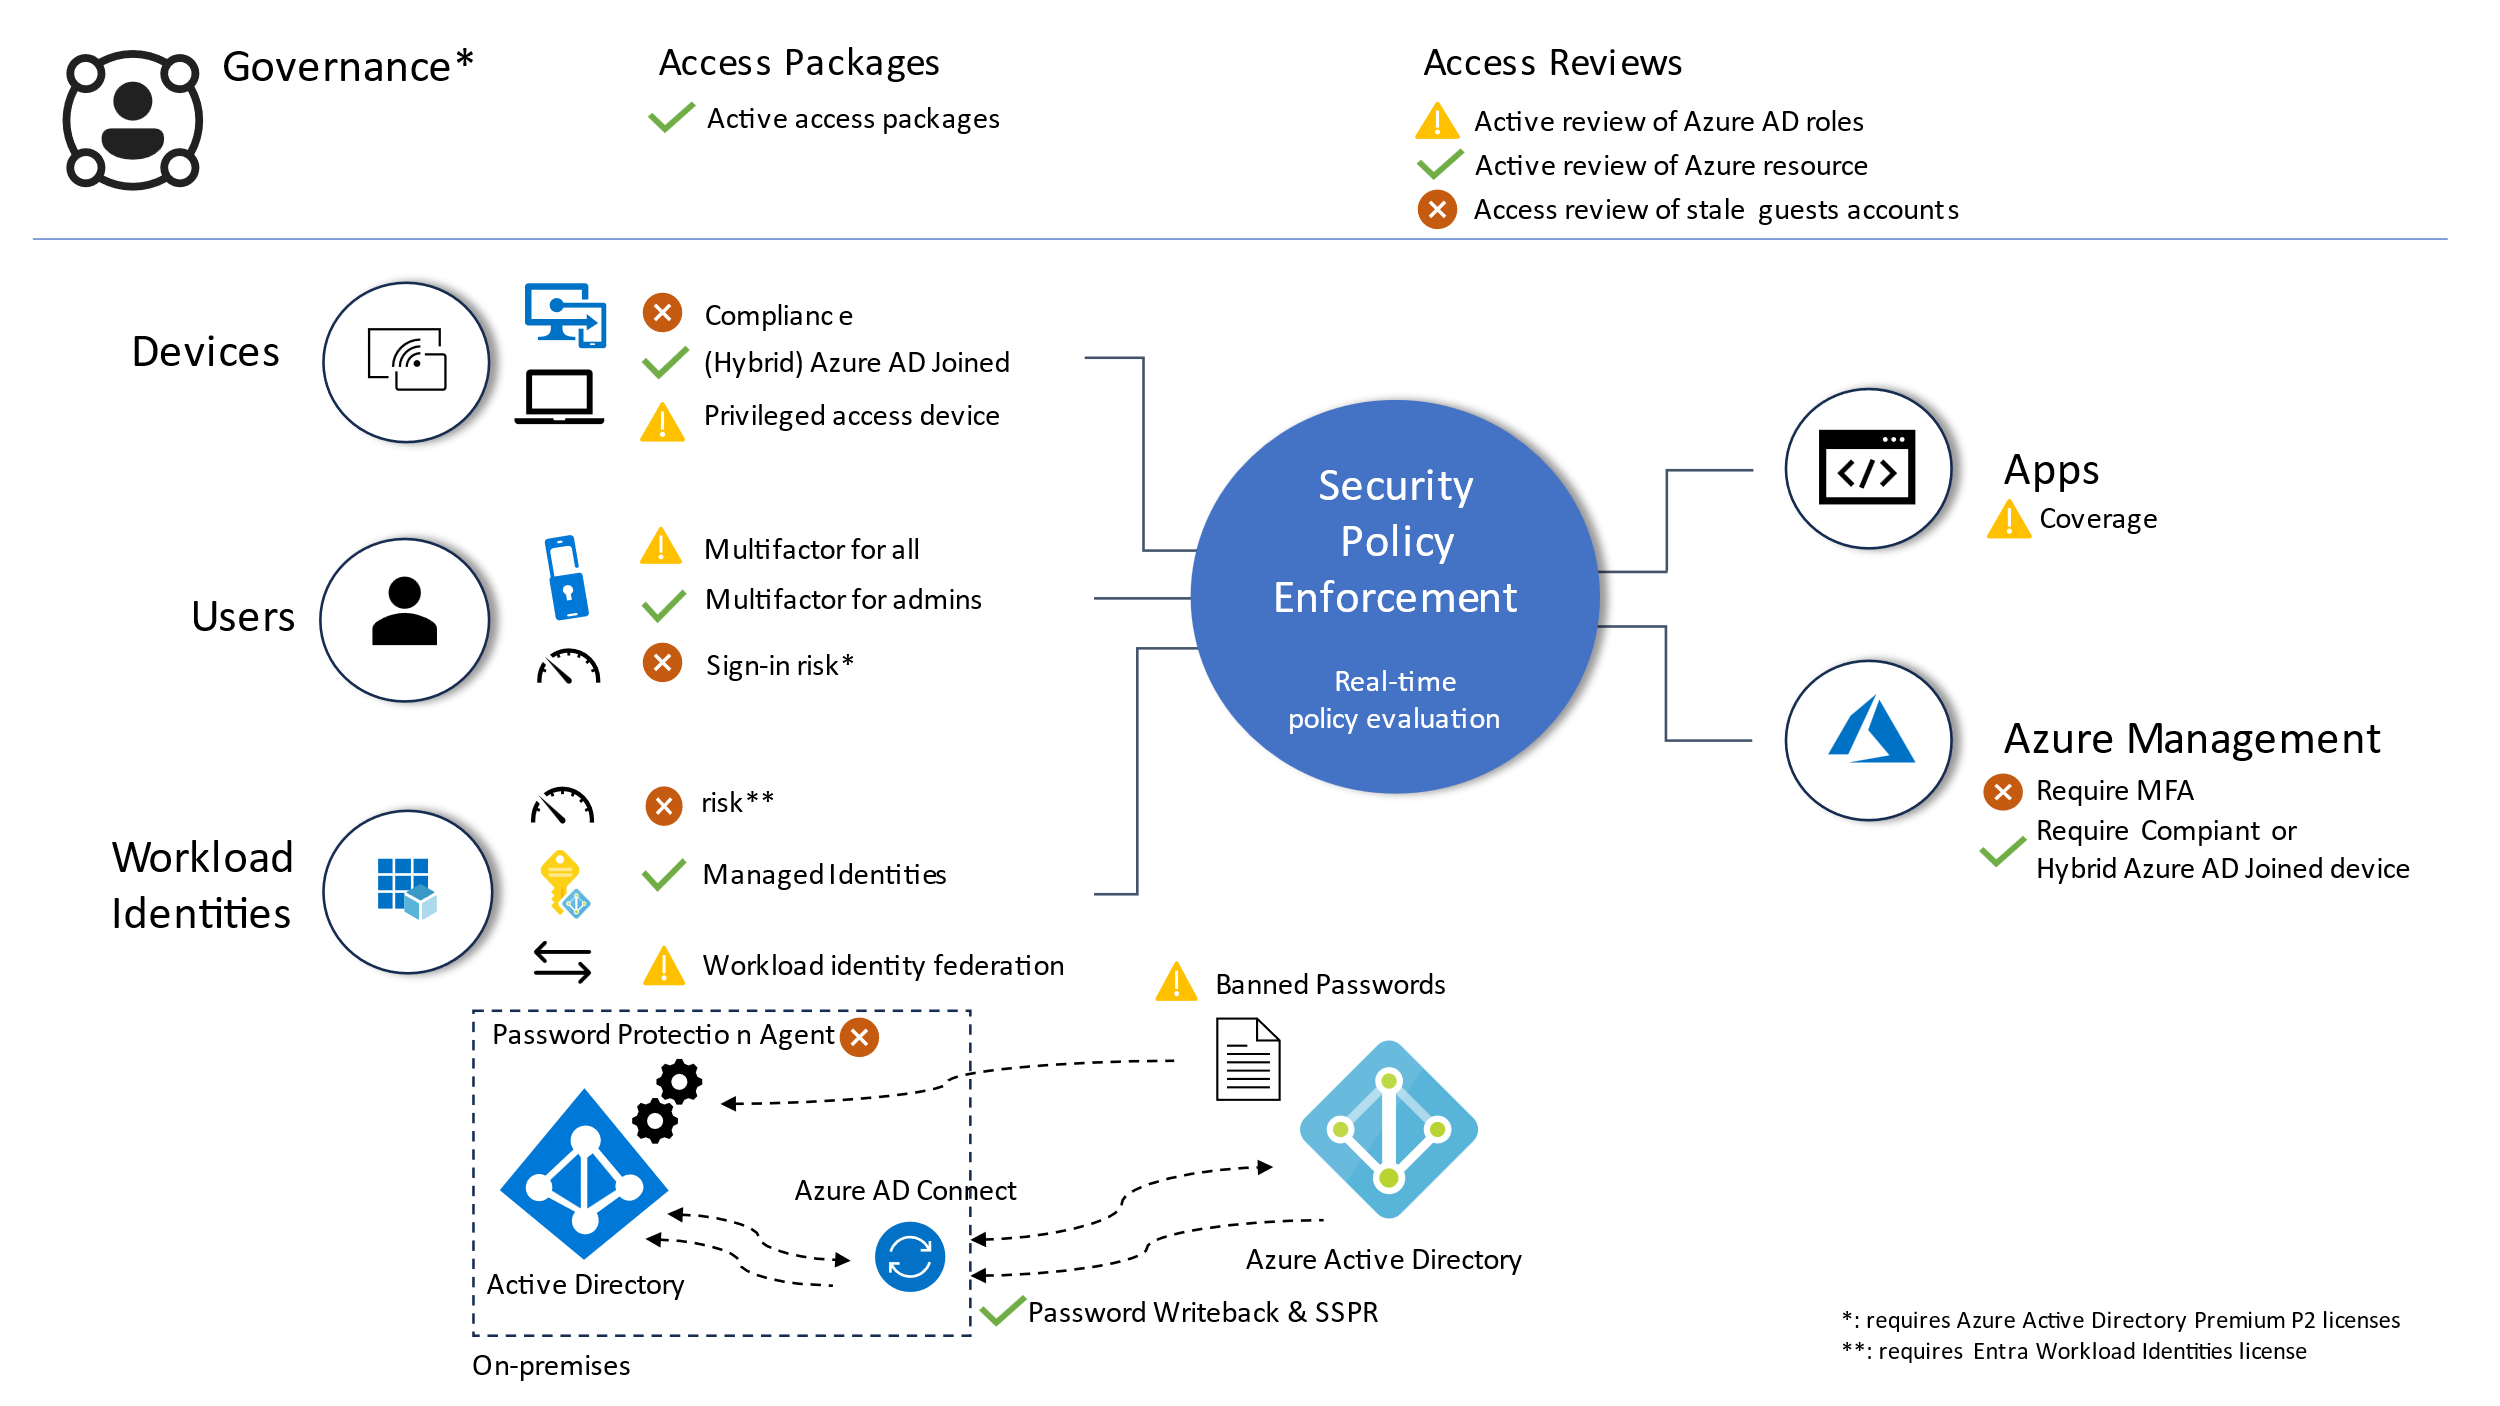 Governance*
Access Packages
Active access packages
Access Reviews
Active review of Azure AD roles
Active review of Azure resource
Access review of stale guests accounts
Devices
Compliance
(Hybrid) Azure AD Joined
Privileged access device
Users
Multifactor for all
Multifactor for admins
Sign-in risk*
Workload
Identities
risk**
Managed Identities
Workload identity federation
Security
Policy
Enforcement
Real-time
policy evaluation
Apps
Coverage
Azure Management
Require MFA
Require Compiant or
Hybrid Azure AD Joined device
Banned Passwords
Password Protection Agent
Azure AD Connect
Active Directory
Azure Active Directory
Password Writeback & SSPR
On-premises
*: requires Azure Active Directory Premium P2 licenses
**: requires Entra Workload Identities license